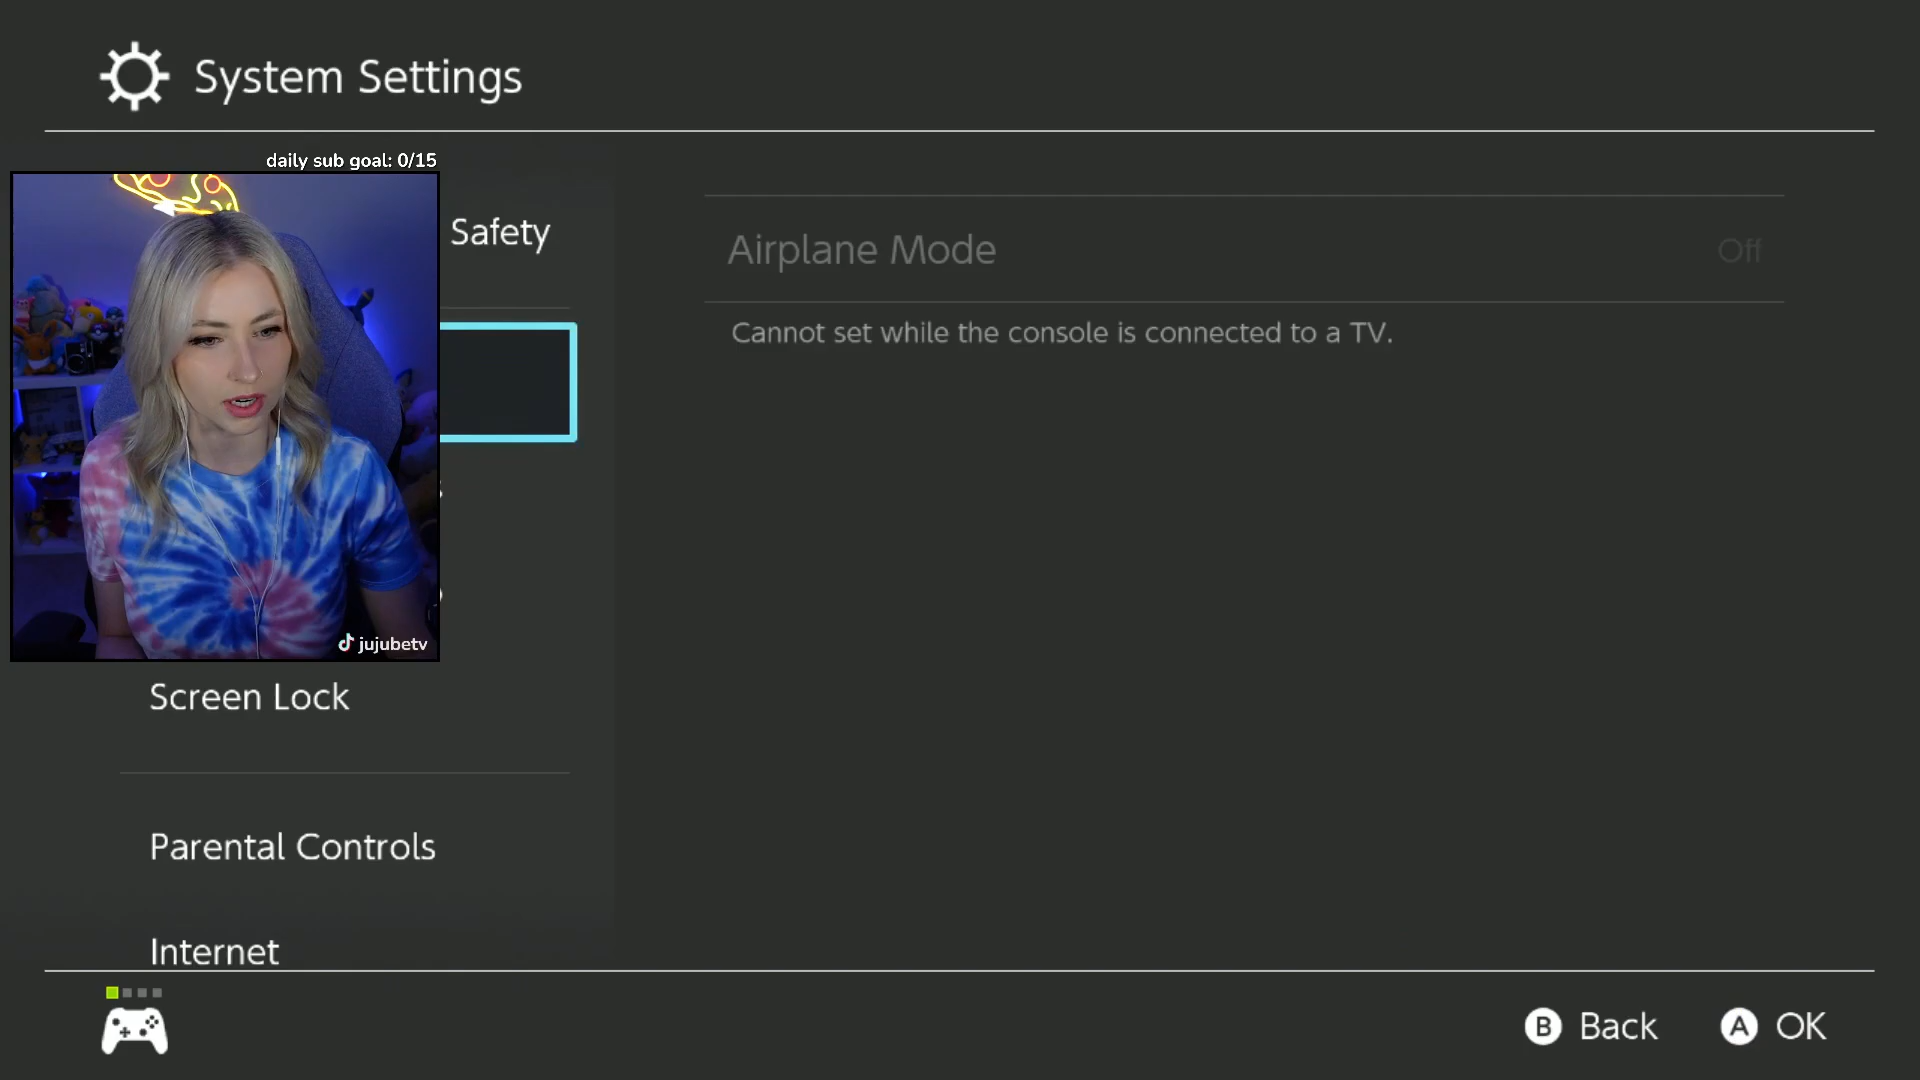 System Settings
daily sub goal: 0/15
Safety
Airplane Mode
Off
Cannot set while the console is connected to a TV.
jujubetv
Screen Lock
Parental Controls
Internet
B Back
A OK